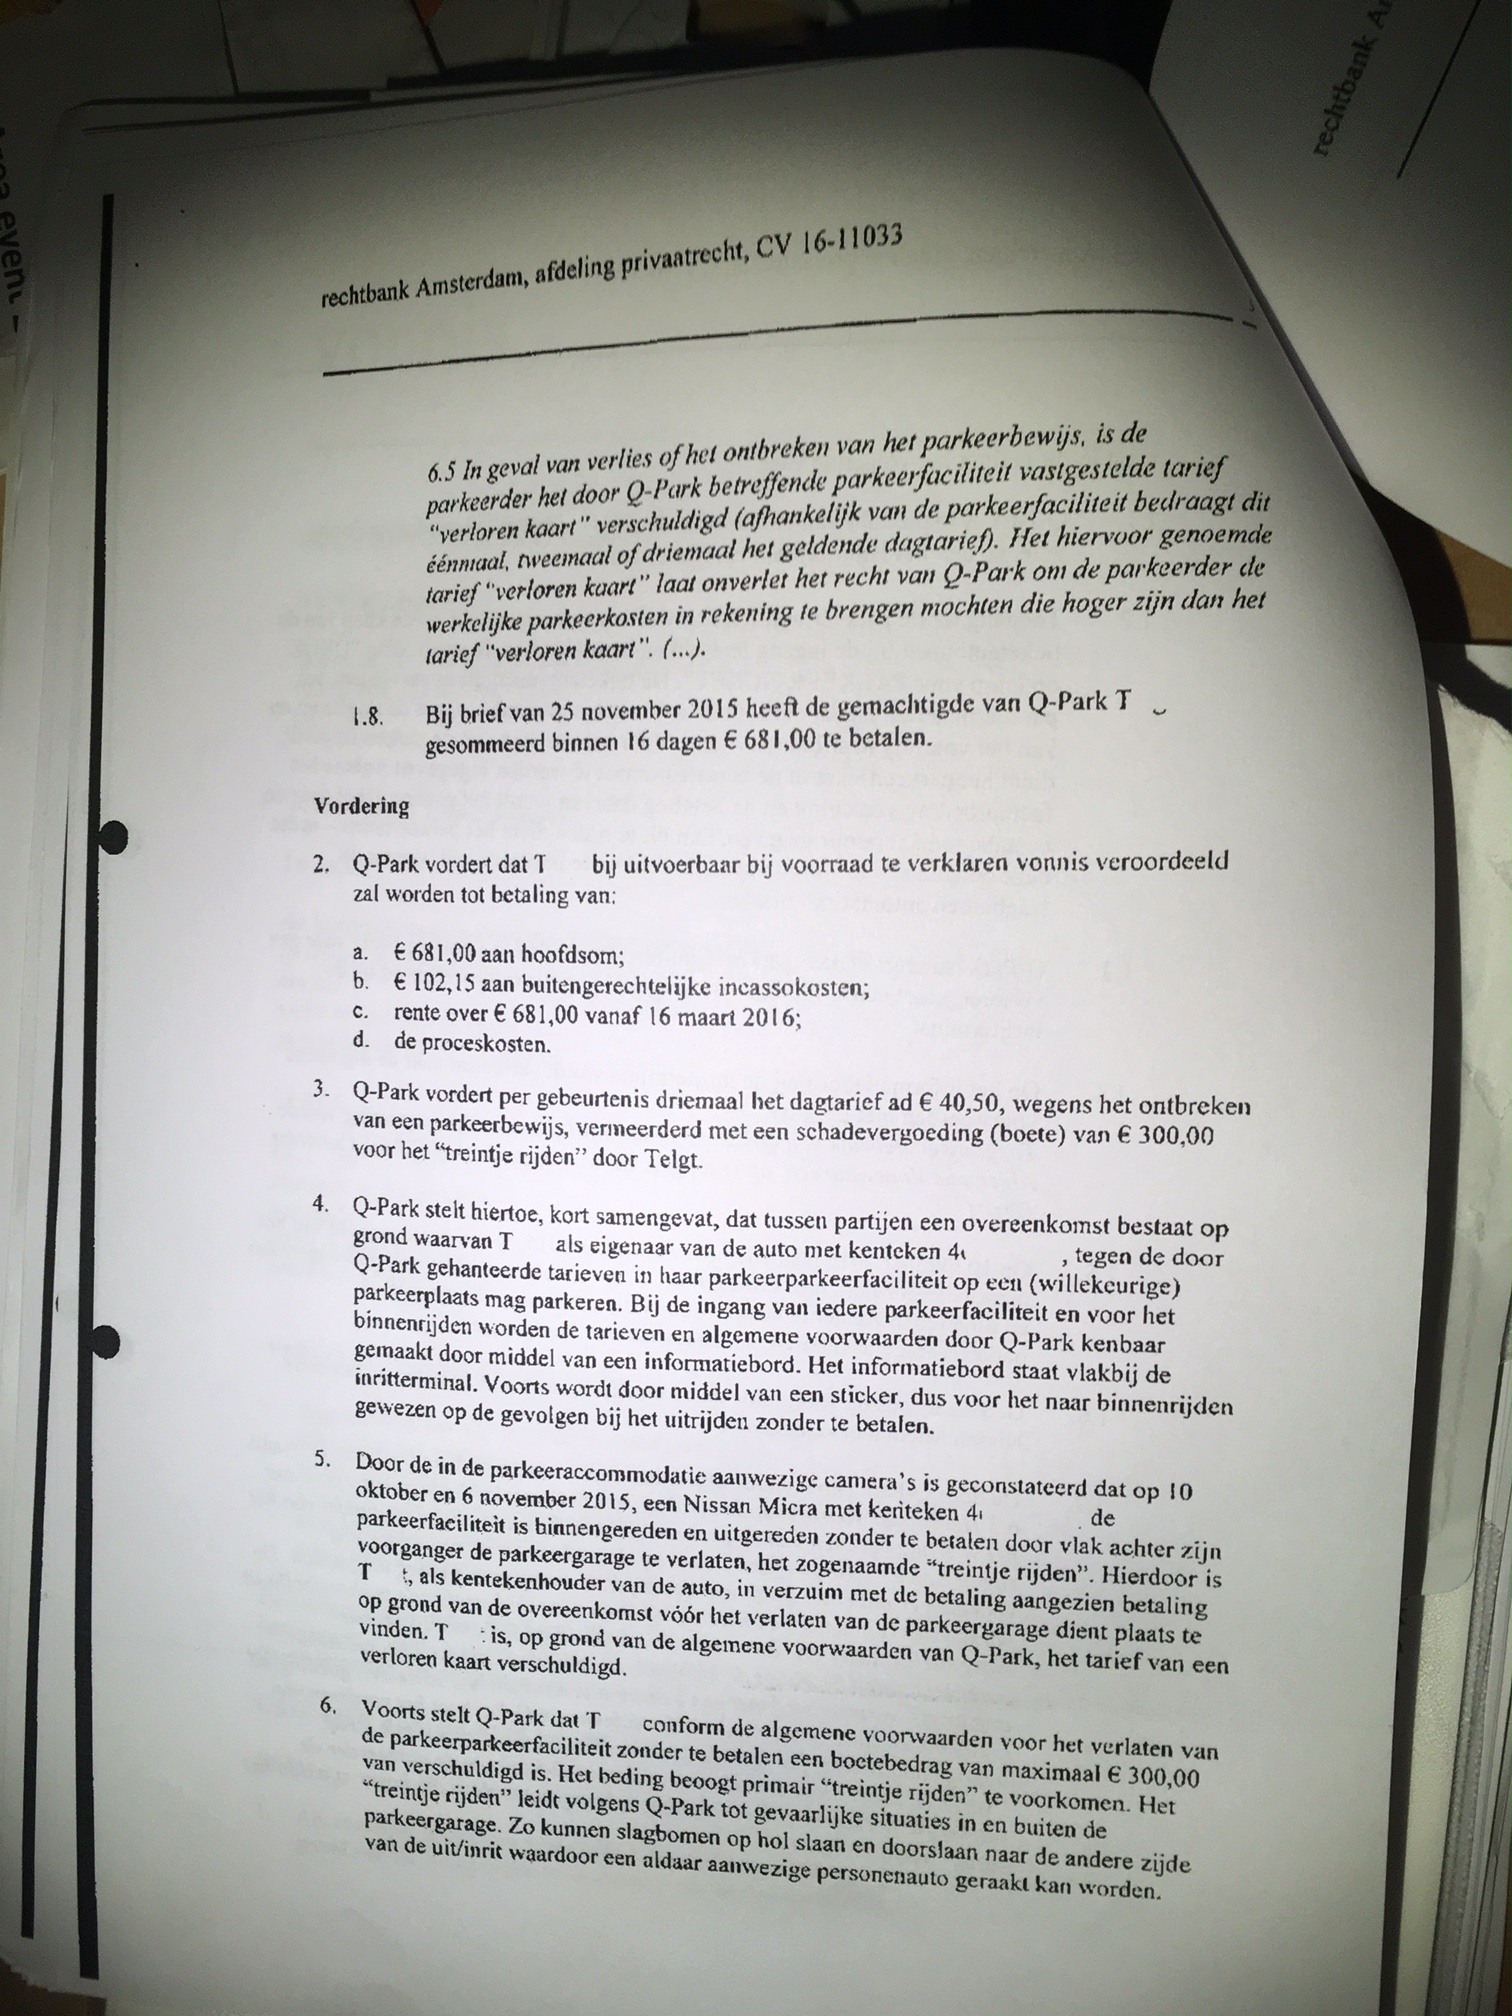 rechtbank Amsterdam, afdeling privaatrecht, CV 16-11033
6.5 In geval van verlies of het ontbreken van het parkeerbewijs, is de
parkeerder het door Q-Park betreffende parkeerfaciliteit vastgestelde tarief
"verloren kaart" verschuldigd (afhankelijk van de parkeerfaciliteit bedraagt dit
éénmaal, tweemaal of driemaal het geldende dagtarief). Het hiervoor genoemde
tarief "verloren kaart" laat onverlet het recht van Q-Park om de parkeerder de
werkelijke parkeerkosten in rekening te brengen mochten die hoger zijn dan het
tarief "verloren kaart". (...).
1.8. Bij brief van 25 november 2015 heeft de gemachtigde van Q-Park T
gesommeerd binnen 16 dagen € 681,00 te betalen.
Vordering
2. Q-Park vordert dat T bij uitvoerbaar bij voorraad te verklaren vonnis veroordeeld
zal worden tot betaling van:
a. € 681,00 aan hoofdsom;
b. € 102,15 aan buitengerechtelijke incassokosten;
c. rente over € 681,00 vanaf 16 maart 2016;
d. de proceskosten.
3. Q-Park vordert per gebeurtenis driemaal het dagtarief ad € 40,50, wegens het ontbreken
van een parkeerbewijs, vermeerderd met een schadevergoeding (boete) van € 300,00
voor het "treintje rijden" door Telgt.
4. Q-Park stelt hiertoe, kort samengevat, dat tussen partijen een overeenkomst bestaat op
grond waarvan T als eigenaar van de auto met kenteken 4 , tegen de door
Q-Park gehanteerde tarieven in haar parkeerparkeerfaciliteit op een (willekeurige)
parkeerplaats mag parkeren. Bij de ingang van iedere parkeerfaciliteit en voor het
binnenrijden worden de tarieven en algemene voorwaarden door Q-Park kenbaar
gemaakt door middel van een informatiebord. Het informatiebord staat vlakbij de
inritterminal. Voorts wordt door middel van een sticker, dus voor het naar binnenrijden
gewezen op de gevolgen bij het uitrijden zonder te betalen.
5. Door de in de parkeeraccommodatie aanwezige camera's is geconstateerd dat op 10
oktober en 6 november 2015, een Nissan Micra met kenteken 4 de
parkeerfaciliteit is binnengereden en uitgereden zonder te betalen door vlak achter zijn
voorganger de parkeergarage te verlaten, het zogenaamde "treintje rijden". Hierdoor is
T t, als kentekenhouder van de auto, in verzuim met de betaling aangezien betaling
op grond van de overeenkomst vóór het verlaten van de parkeergarage dient plaats te
vinden. T is, op grond van de algemene voorwaarden van Q-Park, het tarief van een
verloren kaart verschuldigd.
6. Voorts stelt Q-Park dat T conform de algemene voorwaarden voor het verlaten van
de parkeerparkeerfaciliteit zonder te betalen een boetebedrag van maximaal € 300,00
van verschuldigd is. Het beding beoogt primair "treintje rijden" te voorkomen. Het
"treintje rijden" leidt volgens Q-Park tot gevaarlijke situaties in en buiten de
parkeergarage. Zo kunnen slagbomen op hol slaan en doorslaan naar de andere zijde
van de uit/inrit waardoor een aldaar aanwezige personenauto geraakt kan worden.
rechtbank